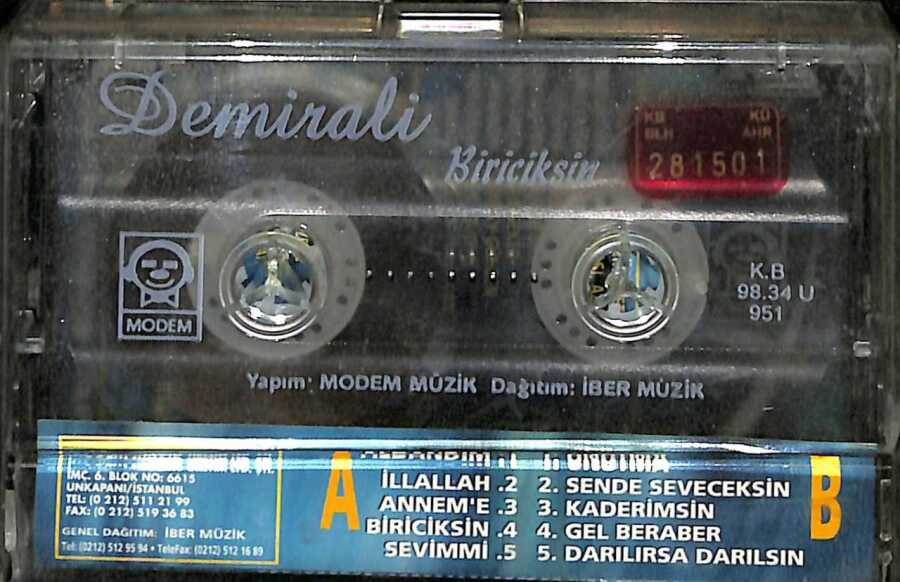 Demirali
Biriciksin
KB KÜ
BLH AHR
281501
MODEM
K.B
98.34 U
951
Yapım: MODEM MÜZİK Dağıtım: İBER MÜZİK
İMÇ. 6. BLOK NO: 6615
UNKAPANI/İSTANBUL
TEL: (0 212) 511 21 99
FAX: (0 212) 519 36 83
GENEL DAĞITIM: İBER MÜZİK
Tel: (0212) 512 95 94 • TeleFax: (0212) 512 16 89
A
İLLALLAH .2
ANNEM'E .3
BİRİCİKSİN .4
SEVİMMİ .5
1. UNUTMA
2. SENDE SEVECEKSİN
3. KADERİMSİN
4. GEL BERABER
5. DARILIRSA DARILSIN
B